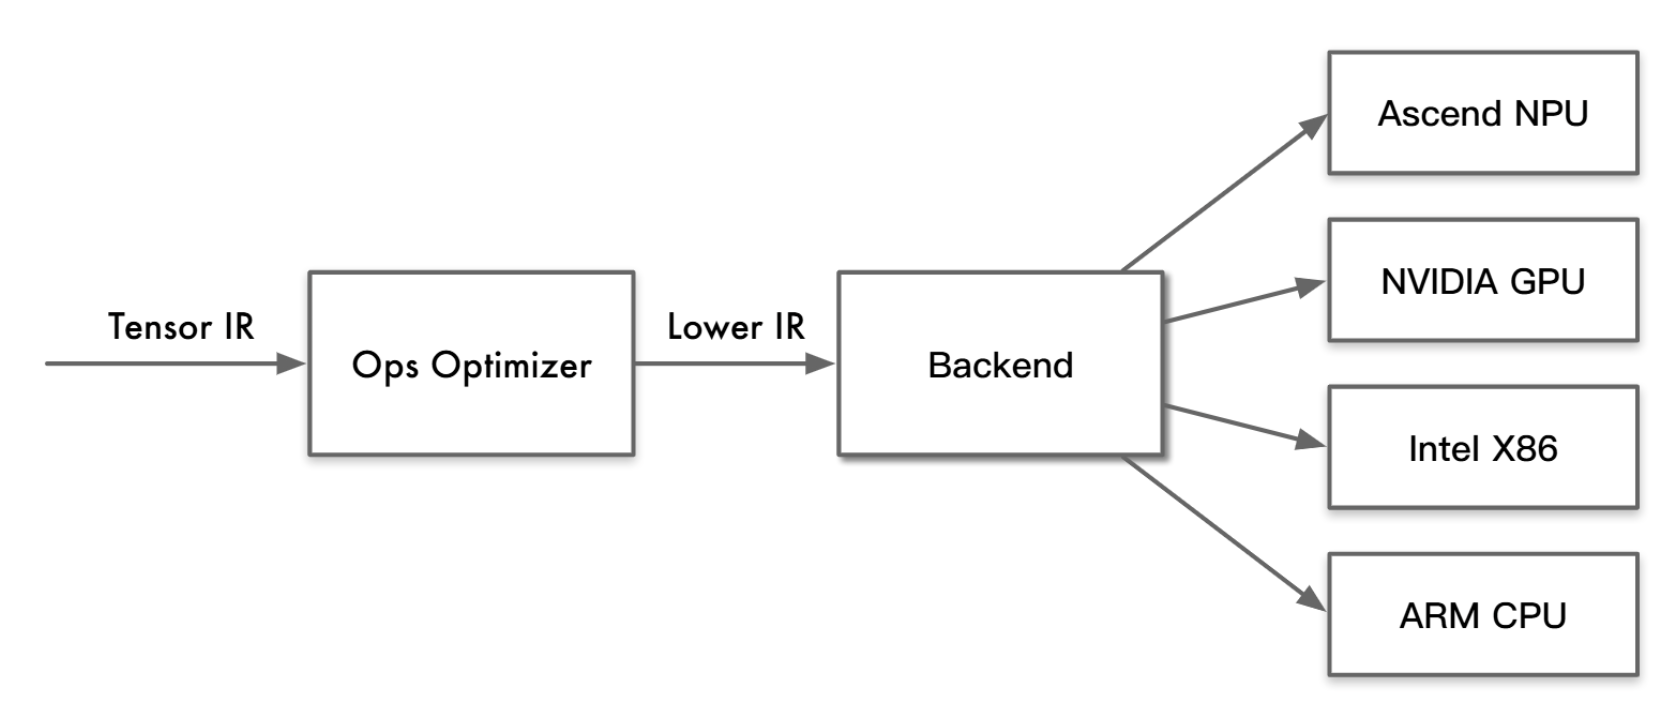 Tensor IR
Ops Optimizer
Lower IR
Backend
Ascend NPU
NVIDIA GPU
Intel X86
ARM CPU